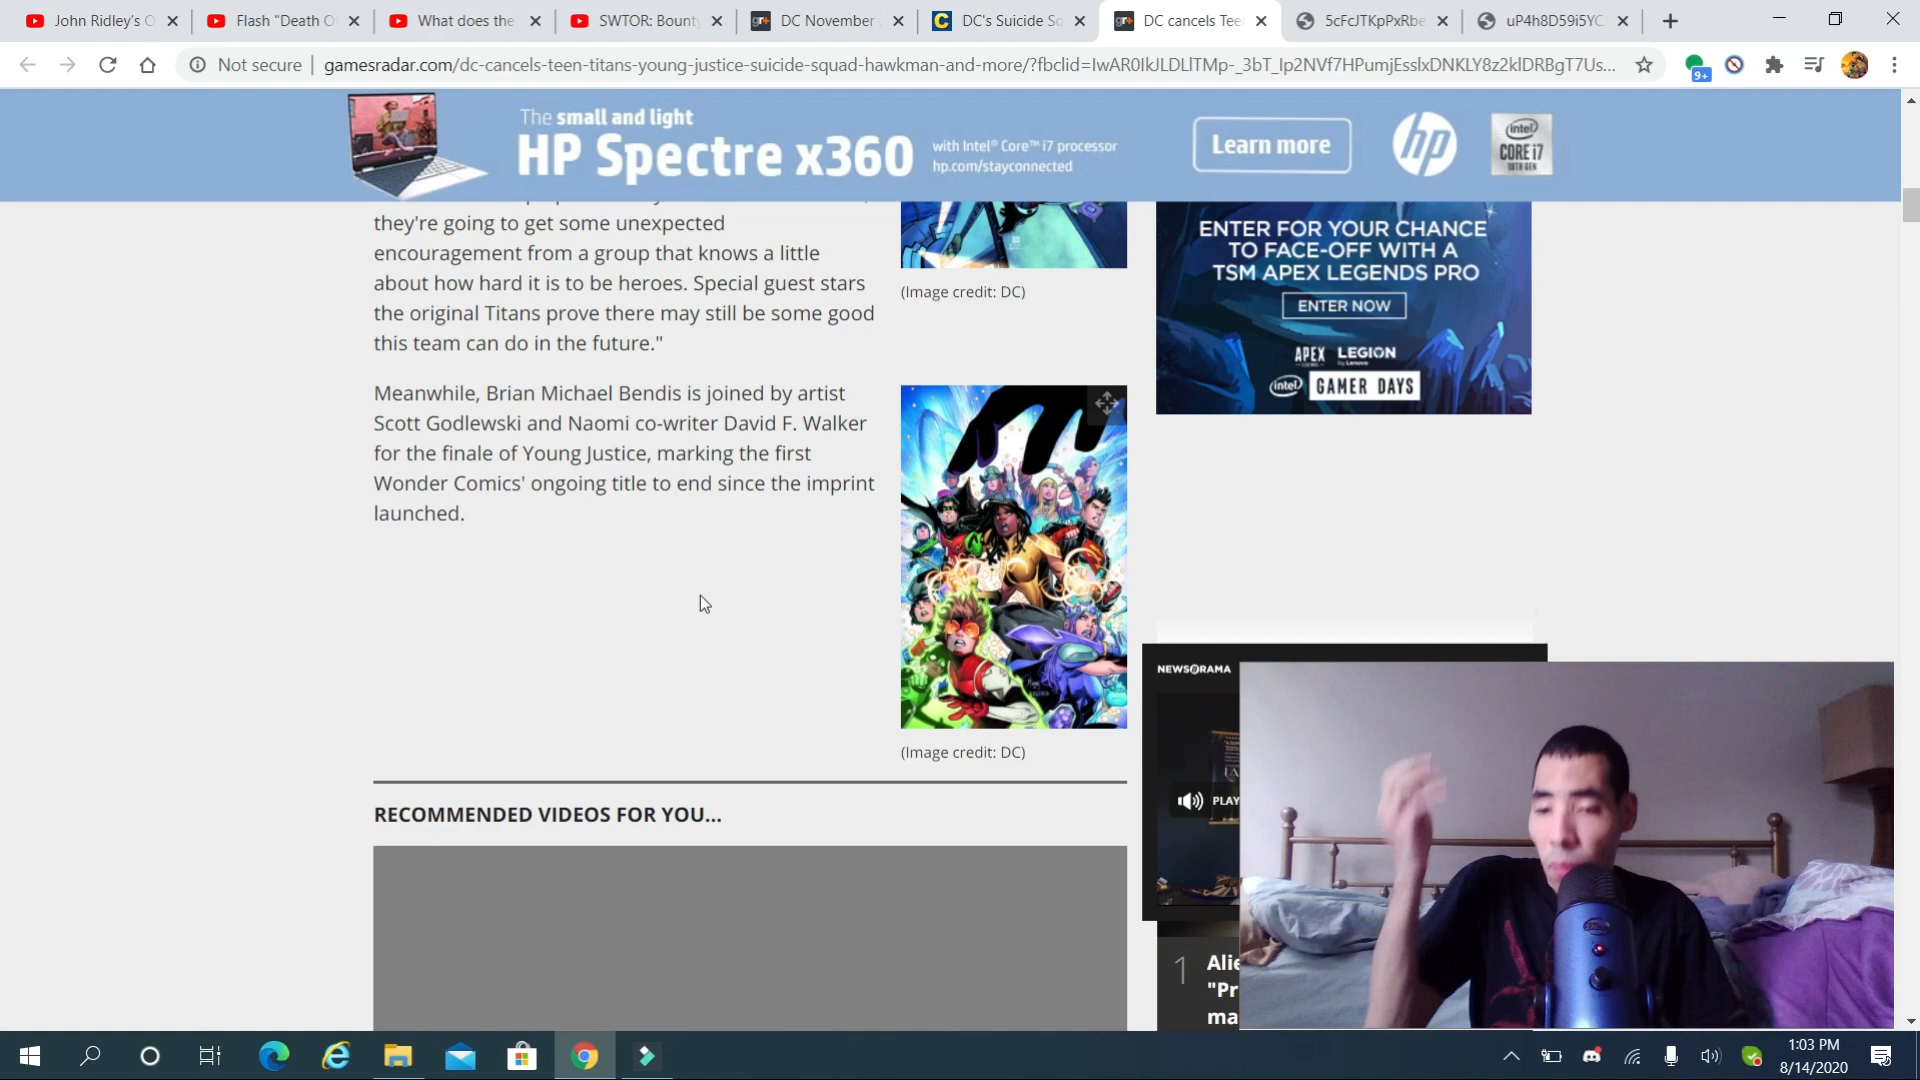 John Ridley's O
Flash "Death O
What does the
SWTOR: Bounty
DC November
DC's Suicide Sq
DC cancels Tee
5cFcJTKpPxRbe
uP4h8D59i5YC
Not secure
gamesradar.com/dc-cancels-teen-titans-young-justice-suicide-squad-hawkman-and-more/?fbclid=IwAR0IkJLDLlTMp-_3bT_Ip2NVf7HPumjEsslxDNKLY8z2klDRBgT7Us...
9+
The small and light
HP Spectre x360
with Intel® Core™ i7 processor
hp.com/stayconnected
Learn more
hp
intel
CORE i7
10TH GEN
they're going to get some unexpected
encouragement from a group that knows a little
about how hard it is to be heroes. Special guest stars
the original Titans prove there may still be some good
this team can do in the future."
(Image credit: DC)
ENTER FOR YOUR CHANCE
TO FACE-OFF WITH A
TSM APEX LEGENDS PRO
ENTER NOW
APEX
LEGION
intel
GAMER DAYS
Meanwhile, Brian Michael Bendis is joined by artist
Scott Godlewski and Naomi co-writer David F. Walker
for the finale of Young Justice, marking the first
Wonder Comics' ongoing title to end since the imprint
launched.
(Image credit: DC)
NEWSARAMA
PLAY
RECOMMENDED VIDEOS FOR YOU...
1
Alie
"Pr
ma
1:03 PM
8/14/2020